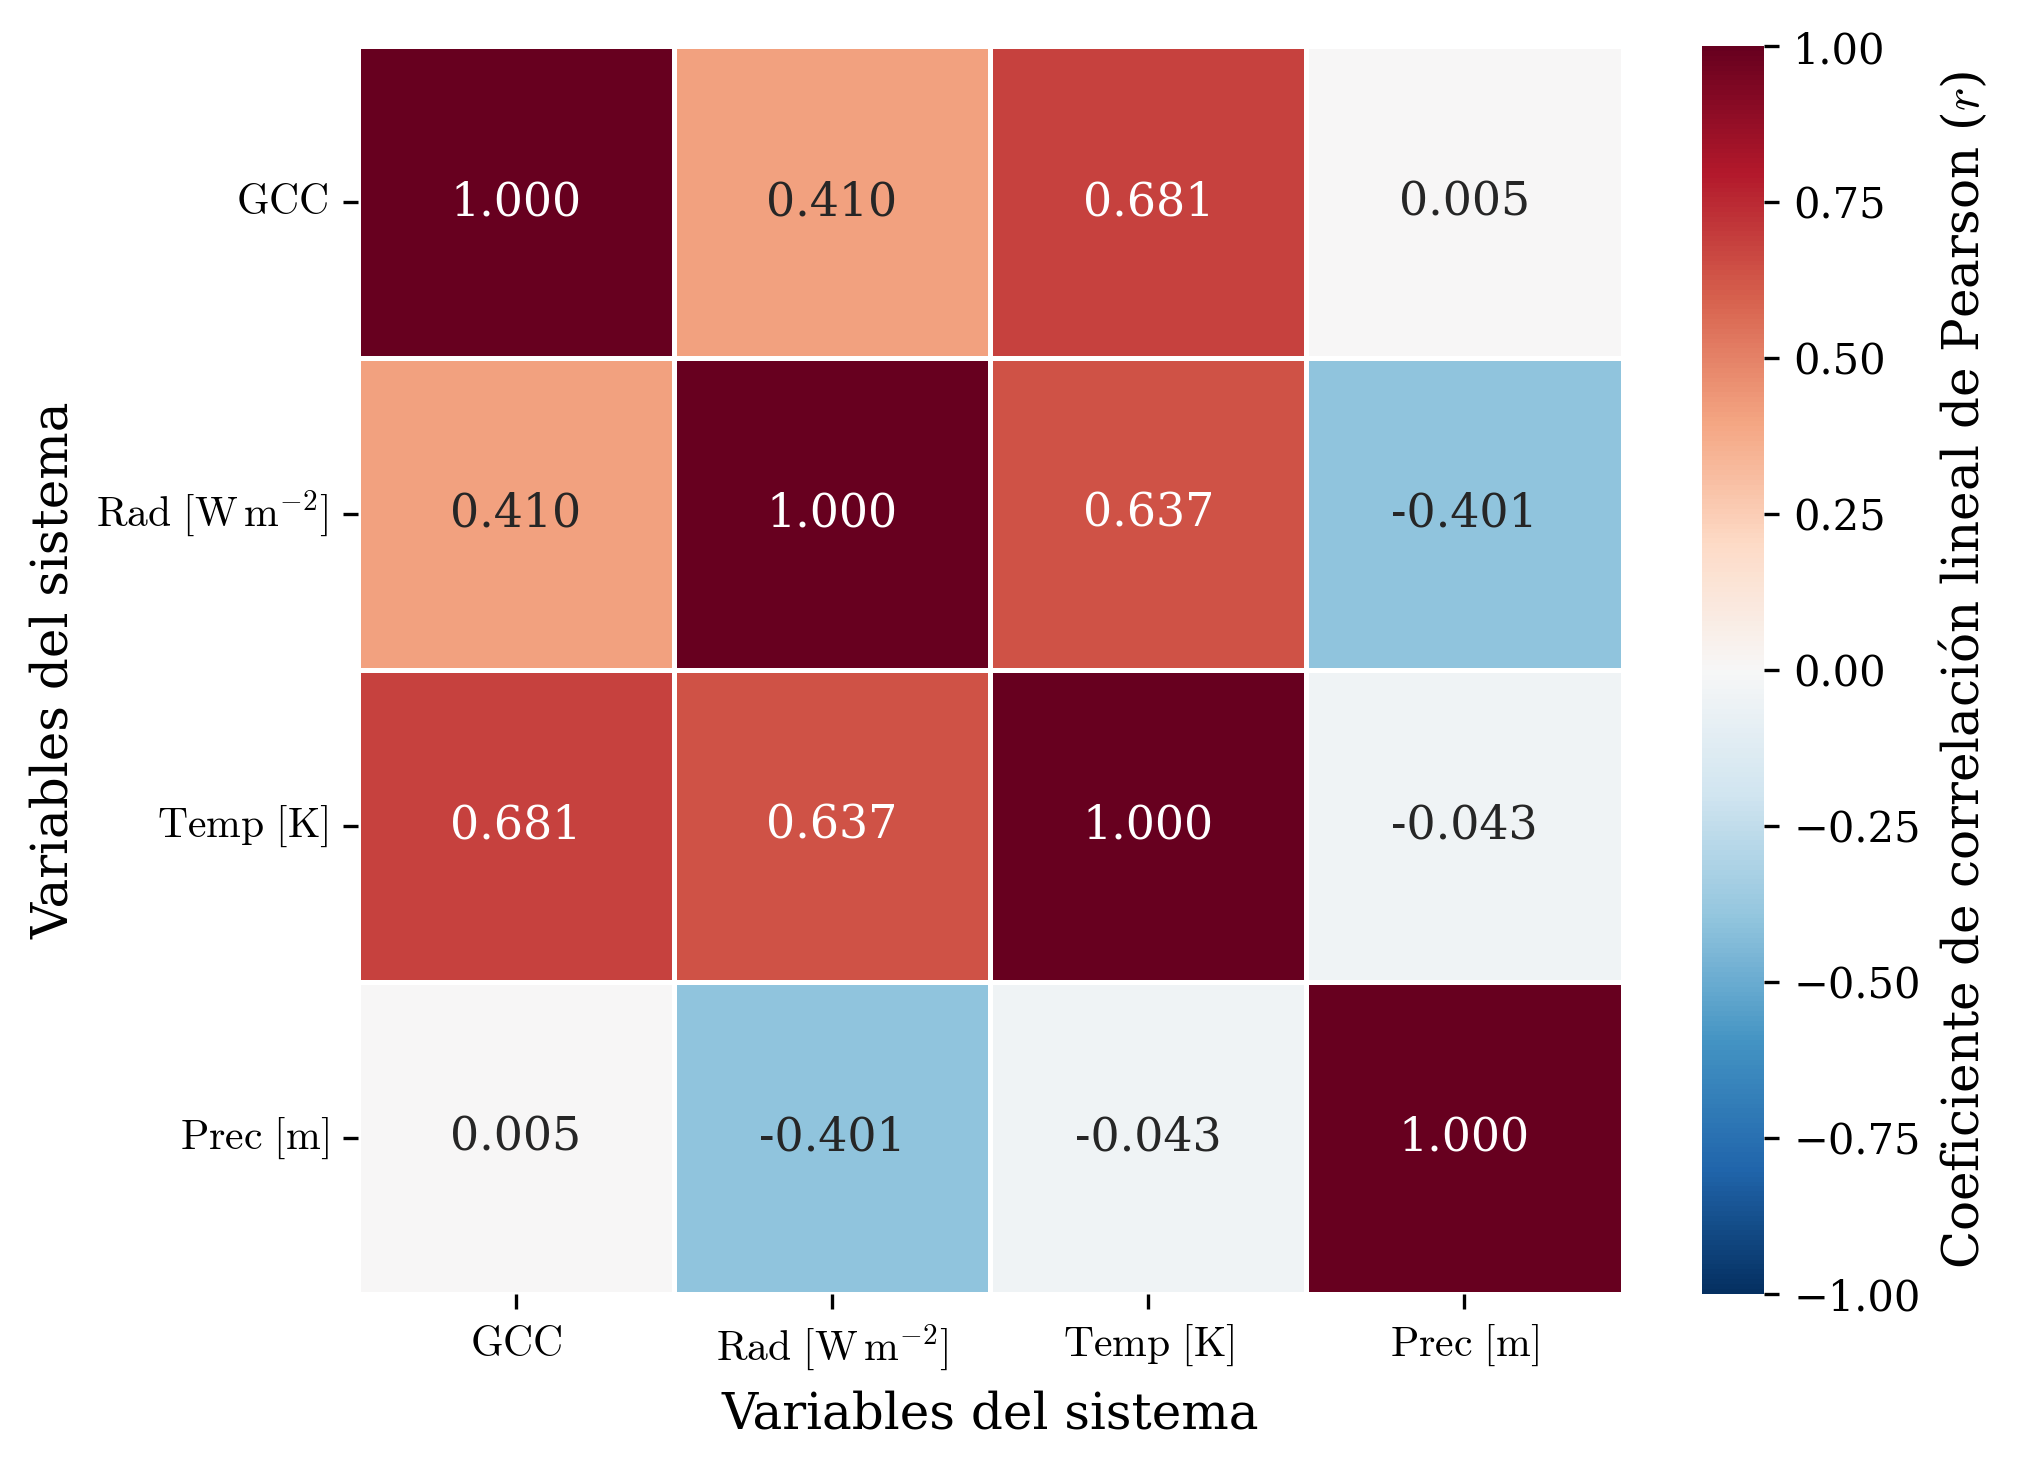 GCC 1.000 0.410 0.681 0.005
Rad [W m⁻²] 0.410 1.000 0.637 -0.401
Temp [K] 0.681 0.637 1.000 -0.043
Prec [m] 0.005 -0.401 -0.043 1.000
GCC Rad [W m⁻²] Temp [K] Prec [m]
Variables del sistema
Variables del sistema
1.00
0.75
0.50
0.25
0.00
−0.25
−0.50
−0.75
−1.00
Coeficiente de correlación lineal de Pearson (r)